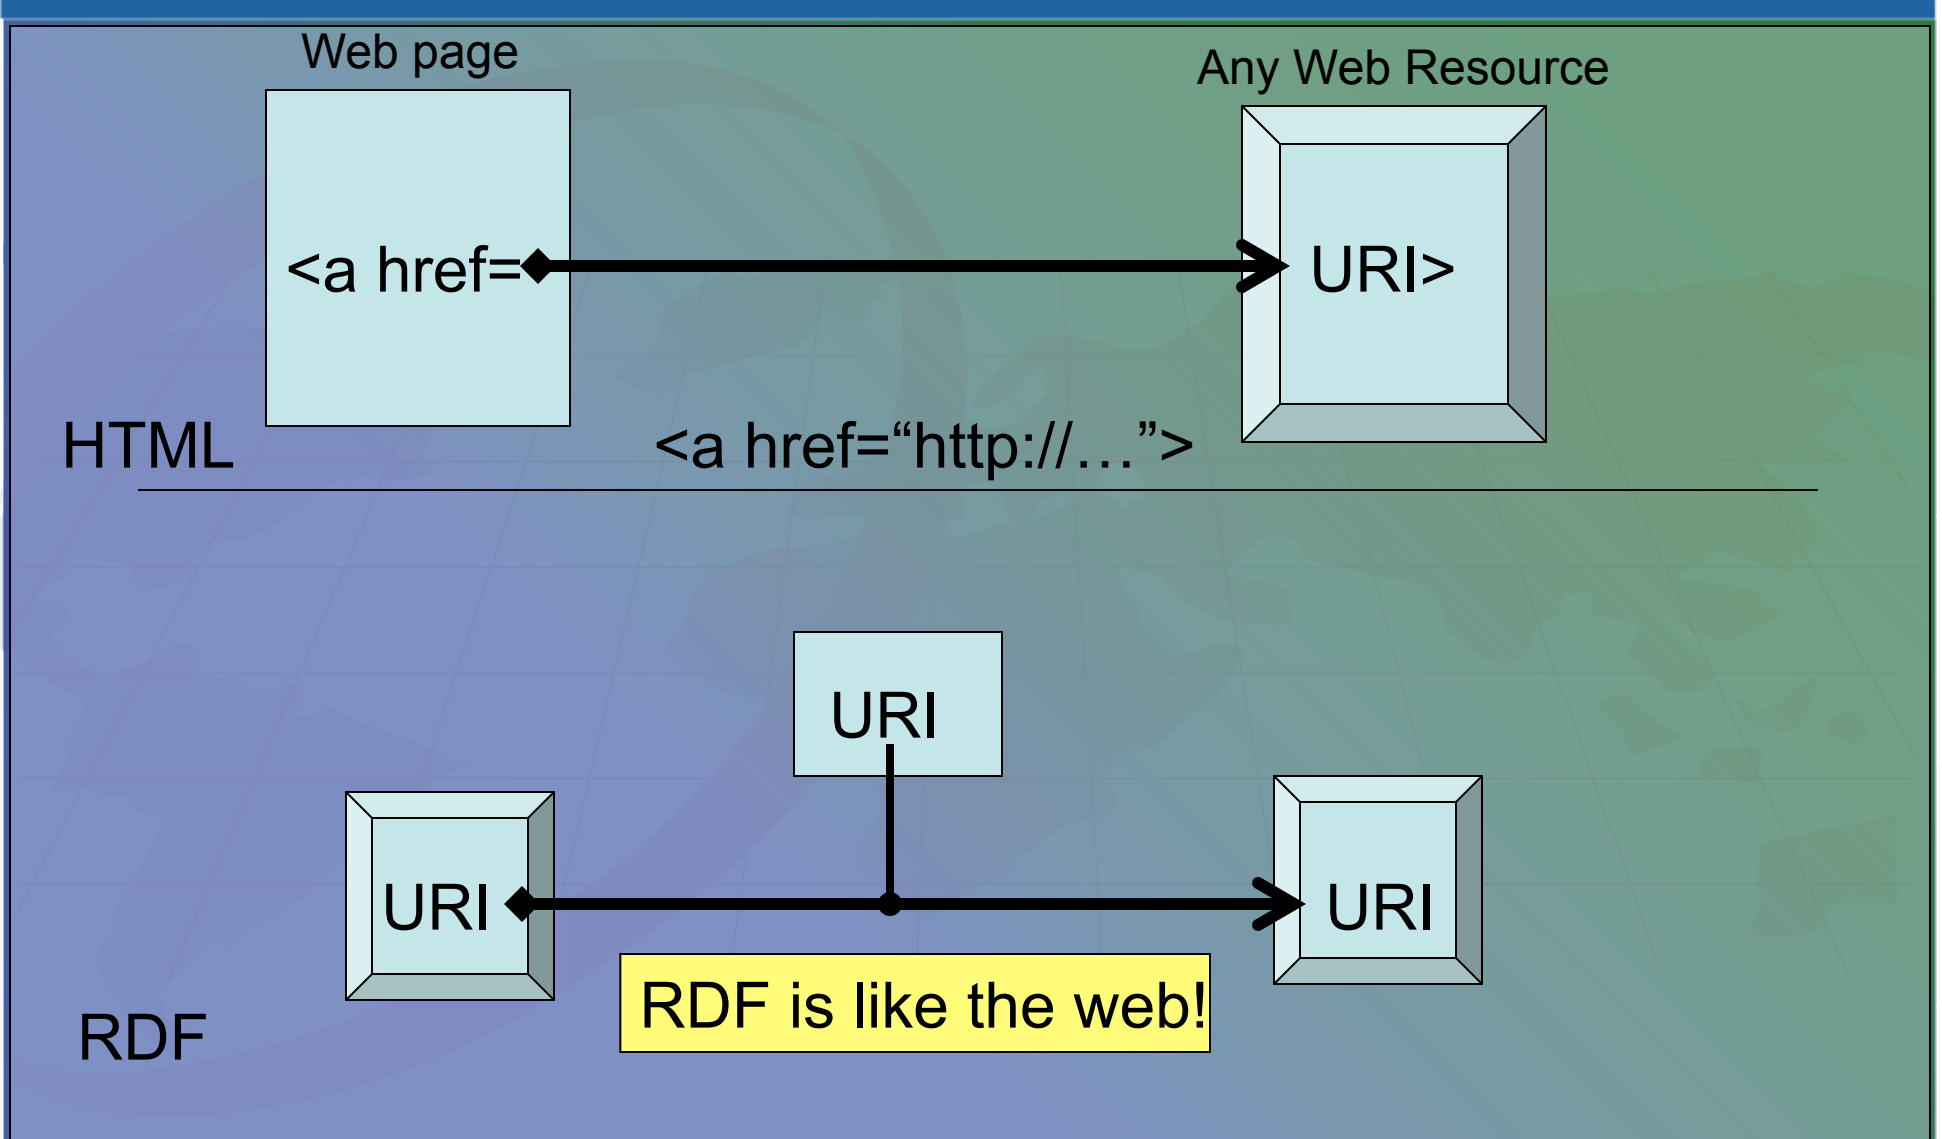 Web page
Any Web Resource
<a href=
URI>
HTML
<a href=“http://…”>
URI
URI
URI
RDF is like the web!
RDF